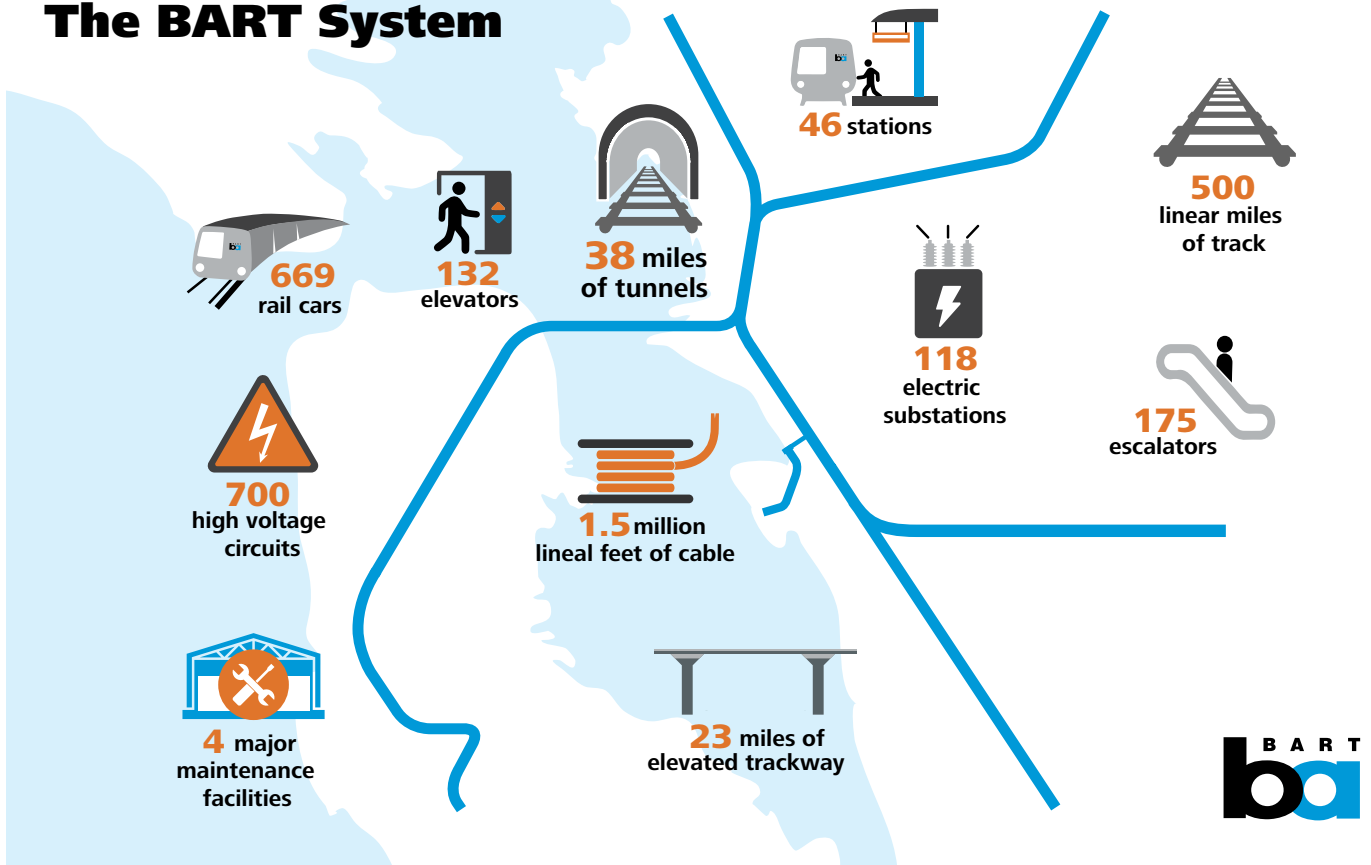 The BART System
46 stations
500
linear miles
of track
38 miles
of tunnels
132
elevators
669
rail cars
118
electric
substations
175
escalators
700
high voltage
circuits
1.5 million
lineal feet of cable
4 major
maintenance
facilities
23 miles of
elevated trackway
BART
ba